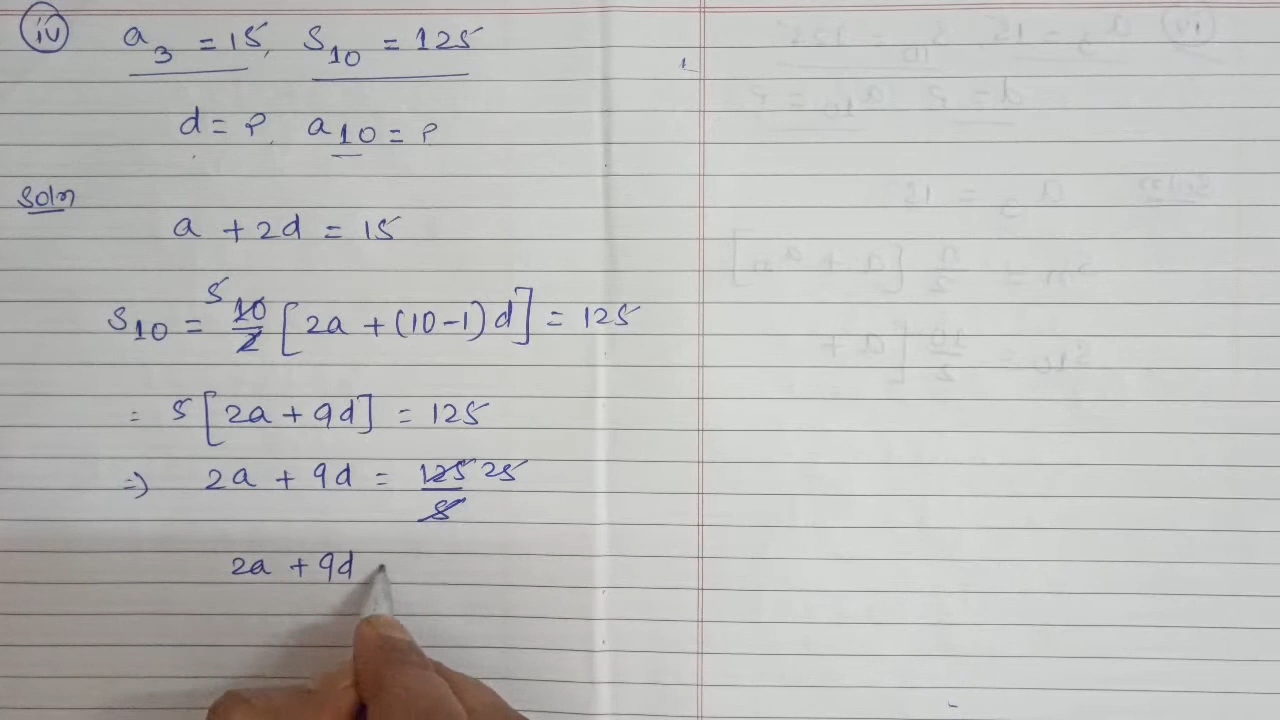 (iv) a3 = 15, S10 = 125
d = ?, a10 = ?
Soln
a + 2d = 15
S10 = 5 10/2 [2a + (10-1) d] = 125
= 5 [2a + 9d] = 125
⇒ 2a + 9d = 125/5 25
2a + 9d